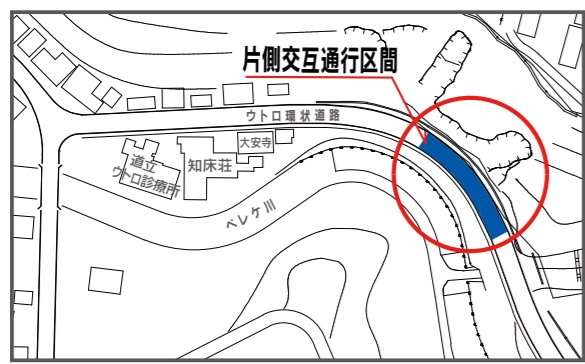 片側交互通行区間
ウトロ環状道路
大安寺
知床荘
道立
ウトロ診療所
ペレケ川